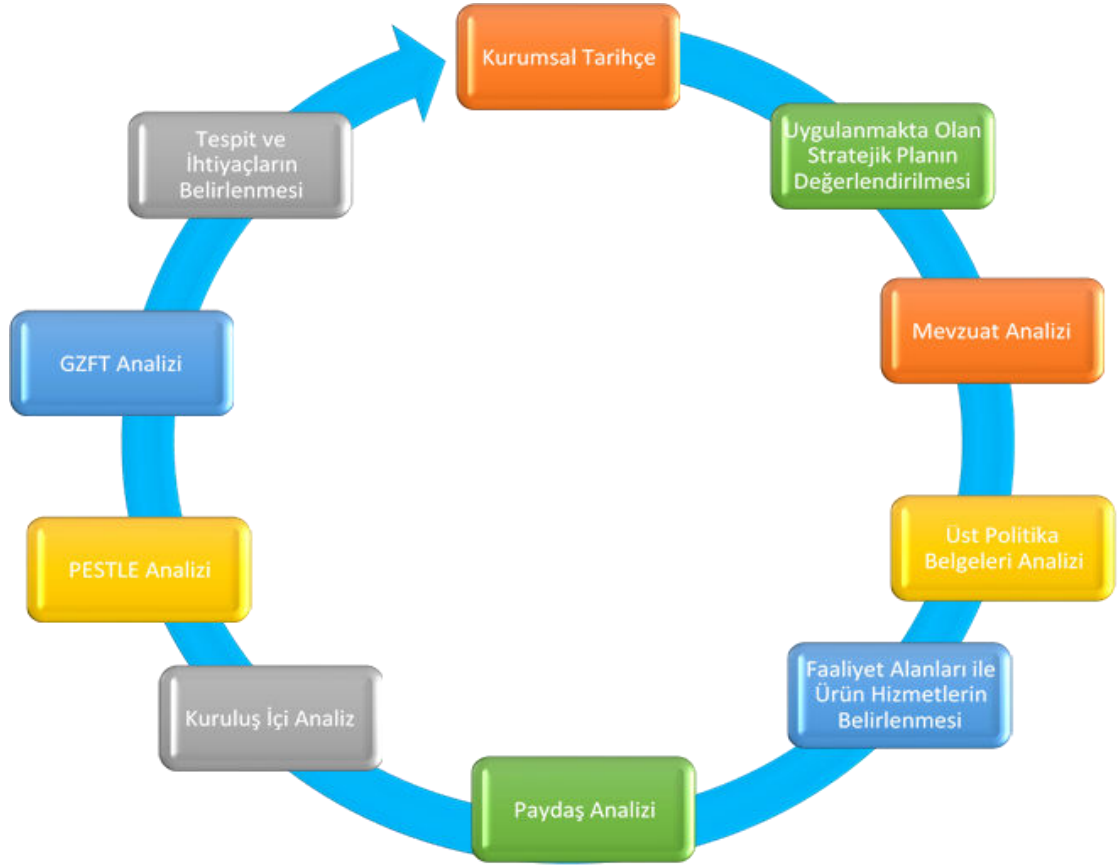 Kurumsal Tarihçe
Uygulanmakta Olan
Stratejik Planın
Değerlendirilmesi
Mevzuat Analizi
Üst Politika
Belgeleri Analizi
Faaliyet Alanları ile
Ürün Hizmetlerin
Belirlenmesi
Paydaş Analizi
Kuruluş İçi Analiz
PESTLE Analizi
GZFT Analizi
Tespit ve
İhtiyaçların
Belirlenmesi